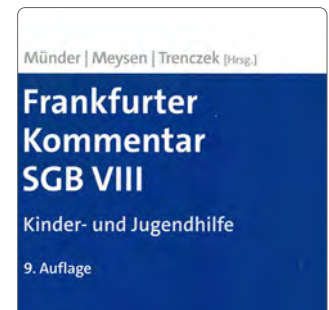 Münder | Meysen | Trenczek [Hrsg.]
Frankfurter
Kommentar
SGB VIII
Kinder- und Jugendhilfe
9. Auflage